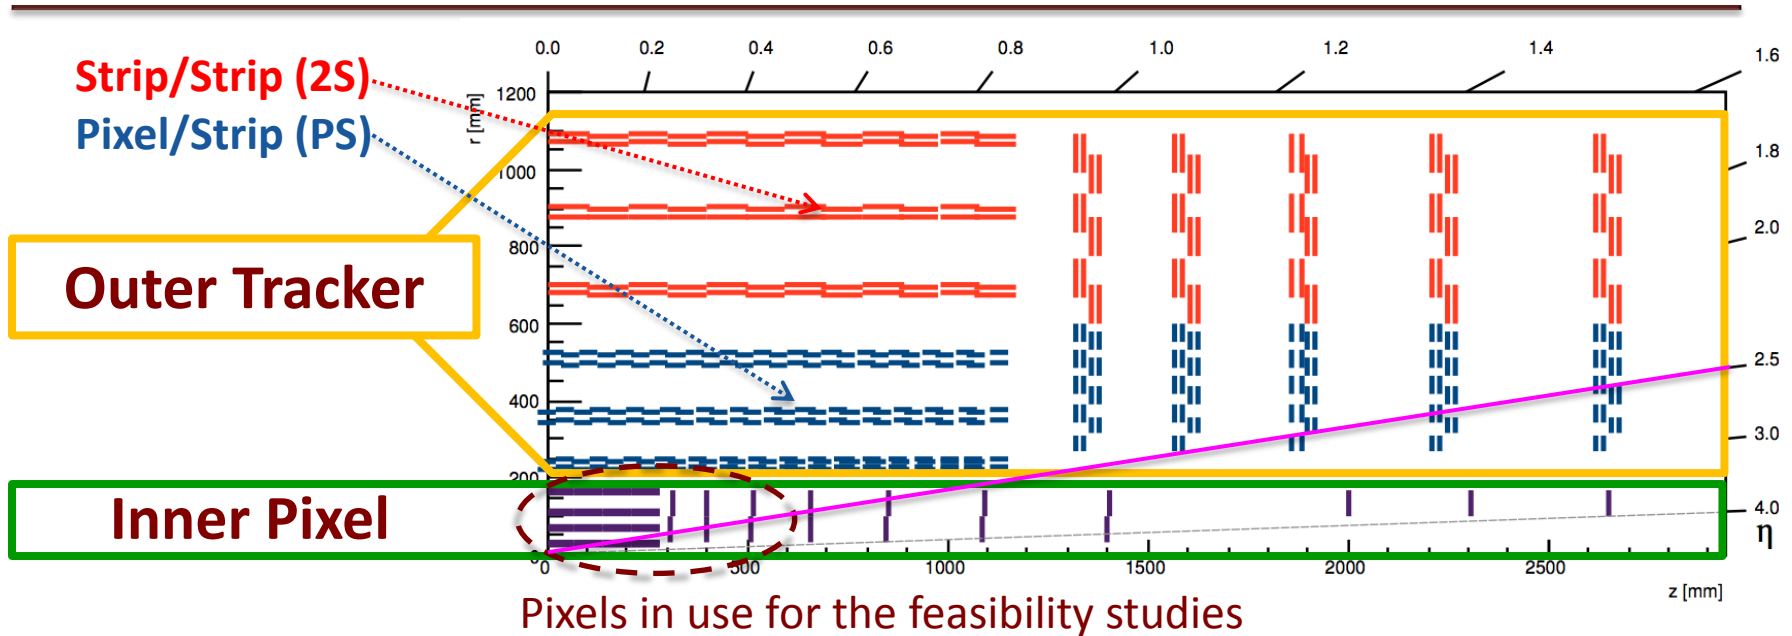 0.0 0.2 0.4 0.6 0.8 1.0 1.2 1.4 1.6
Strip/Strip (2S)
Pixel/Strip (PS)
r [mm]
1200
1000
800
600
400
200
0
1.8
2.0
2.5
3.0
4.0
η
Outer Tracker
Inner Pixel
0 500 1000 1500 2000 2500
z [mm]
Pixels in use for the feasibility studies